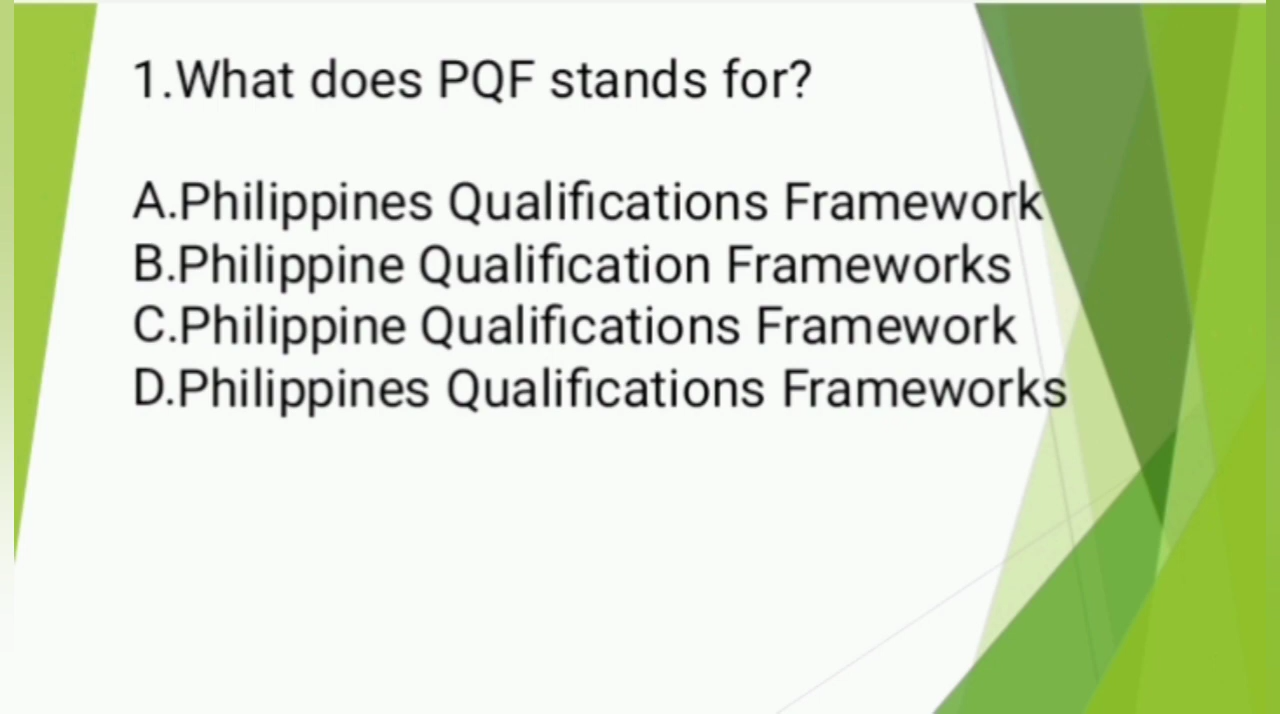 1.What does PQF stands for?
A.Philippines Qualifications Framework
B.Philippine Qualification Frameworks
C.Philippine Qualifications Framework
D.Philippines Qualifications Frameworks